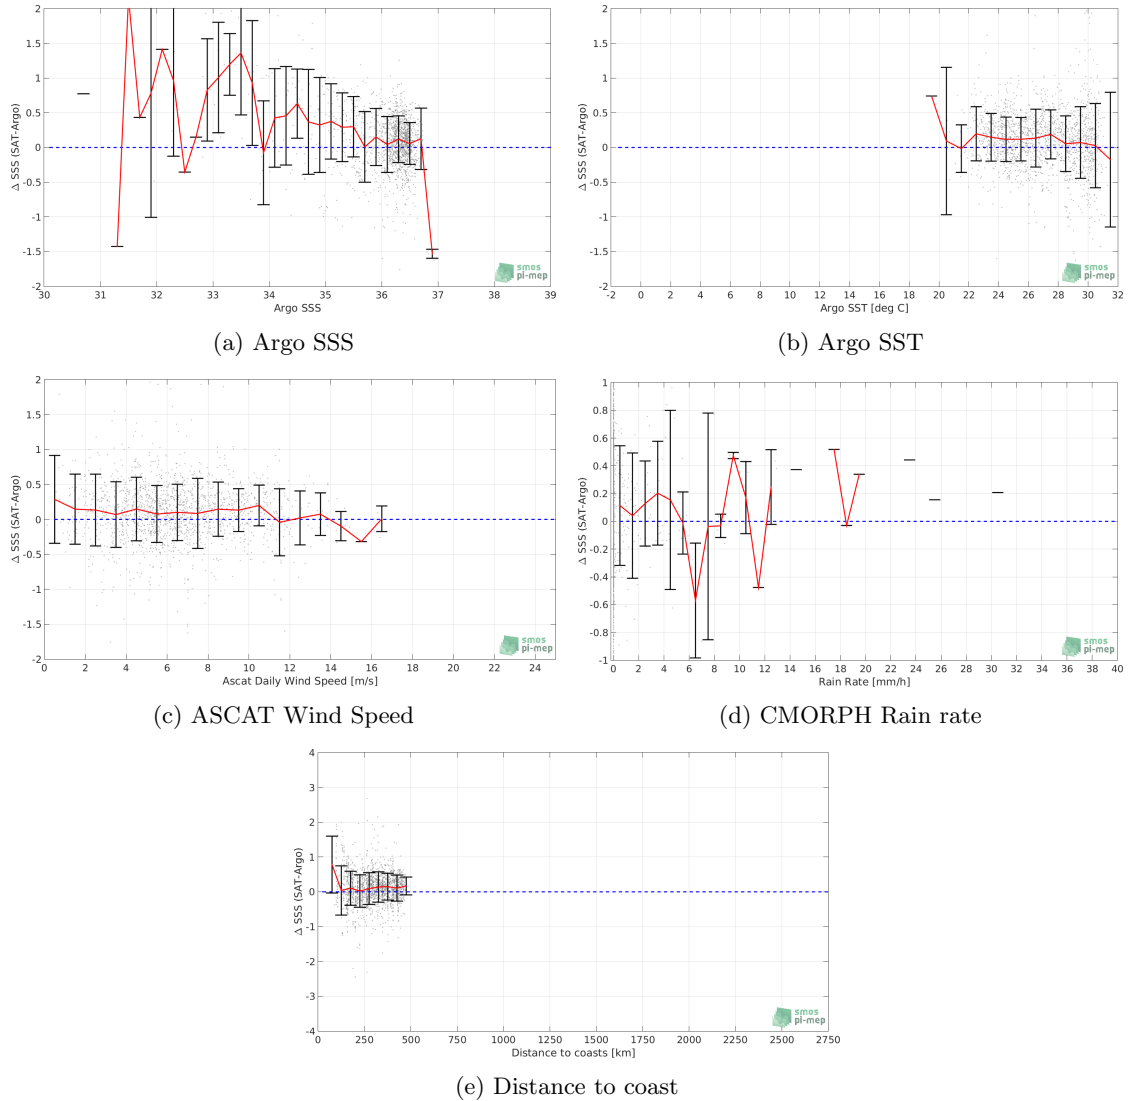 2
1.5
1
0.5
0
-0.5
-1
-1.5
-2
Δ SSS (SAT-Argo)
30 31 32 33 34 35 36 37 38 39
Argo SSS
smos
pi-mep
(a) Argo SSS
2
1.5
1
0.5
0
-0.5
-1
-1.5
-2
Δ SSS (SAT-Argo)
-2 0 2 4 6 8 10 12 14 16 18 20 22 24 26 28 30 32
Argo SST [deg C]
smos
pi-mep
(b) Argo SST
2
1.5
1
0.5
0
-0.5
-1
-1.5
-2
Δ SSS (SAT-Argo)
0 2 4 6 8 10 12 14 16 18 20 22 24
Ascat Daily Wind Speed [m/s]
smos
pi-mep
(c) ASCAT Wind Speed
1
0.8
0.6
0.4
0.2
0
-0.2
-0.4
-0.6
-0.8
-1
Δ SSS (SAT-Argo)
0 2 4 6 8 10 12 14 16 18 20 22 24 26 28 30 32 34 36 38 40
Rain Rate [mm/h]
smos
pi-mep
(d) CMORPH Rain rate
4
3
2
1
0
-1
-2
-3
-4
Δ SSS (SAT-Argo)
0 250 500 750 1000 1250 1500 1750 2000 2250 2500 2750
Distance to coasts [km]
smos
pi-mep
(e) Distance to coast